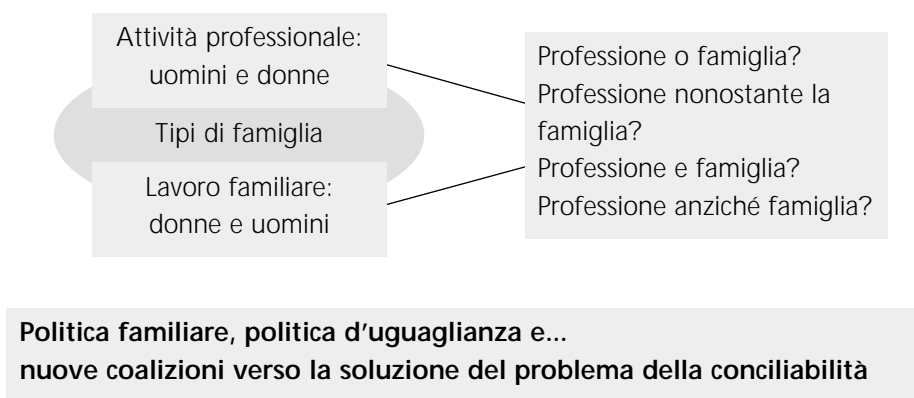 Attività professionale:
uomini e donne
Tipi di famiglia
Lavoro familiare:
donne e uomini
Professione o famiglia?
Professione nonostante la
famiglia?
Professione e famiglia?
Professione anziché famiglia?
Politica familiare, politica d'uguaglianza e...
nuove coalizioni verso la soluzione del problema della conciliabilità